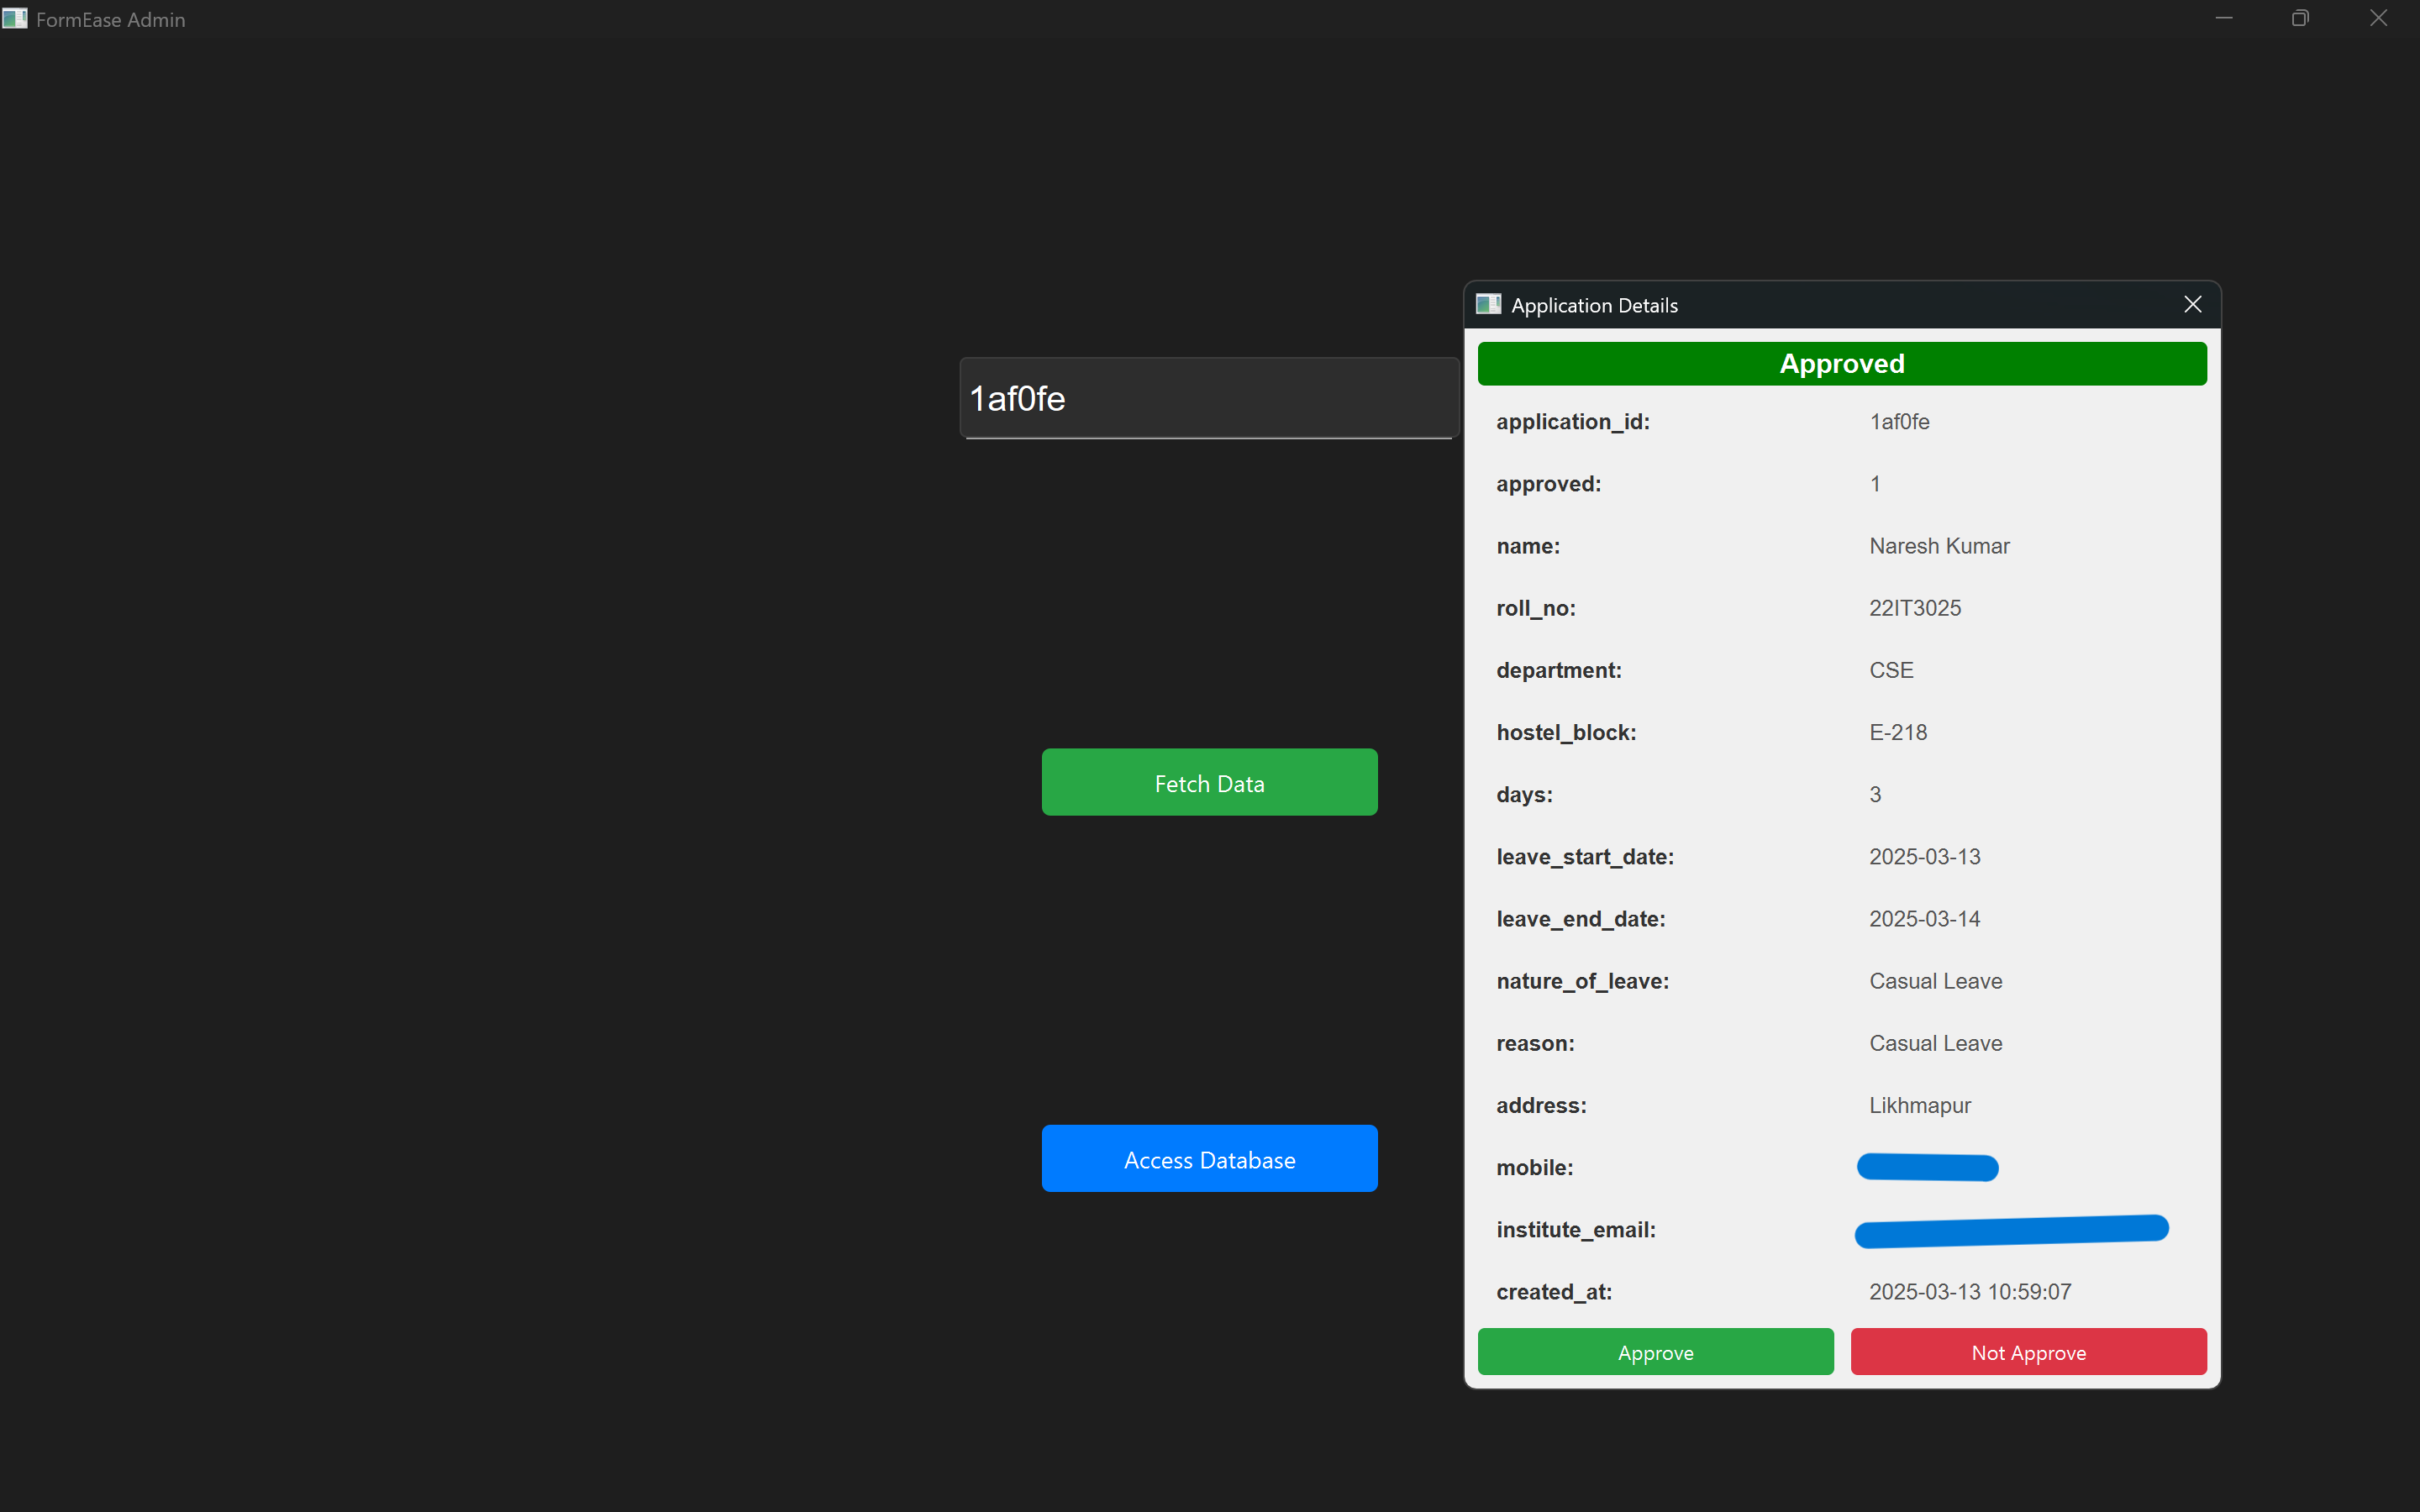 FormEase Admin
1af0fe
Fetch Data
Access Database
Application Details
Approved
application_id: 1af0fe
approved: 1
name: Naresh Kumar
roll_no: 22IT3025
department: CSE
hostel_block: E-218
days: 3
leave_start_date: 2025-03-13
leave_end_date: 2025-03-14
nature_of_leave: Casual Leave
reason: Casual Leave
address: Likhmapur
mobile:
institute_email:
created_at: 2025-03-13 10:59:07
Approve Not Approve